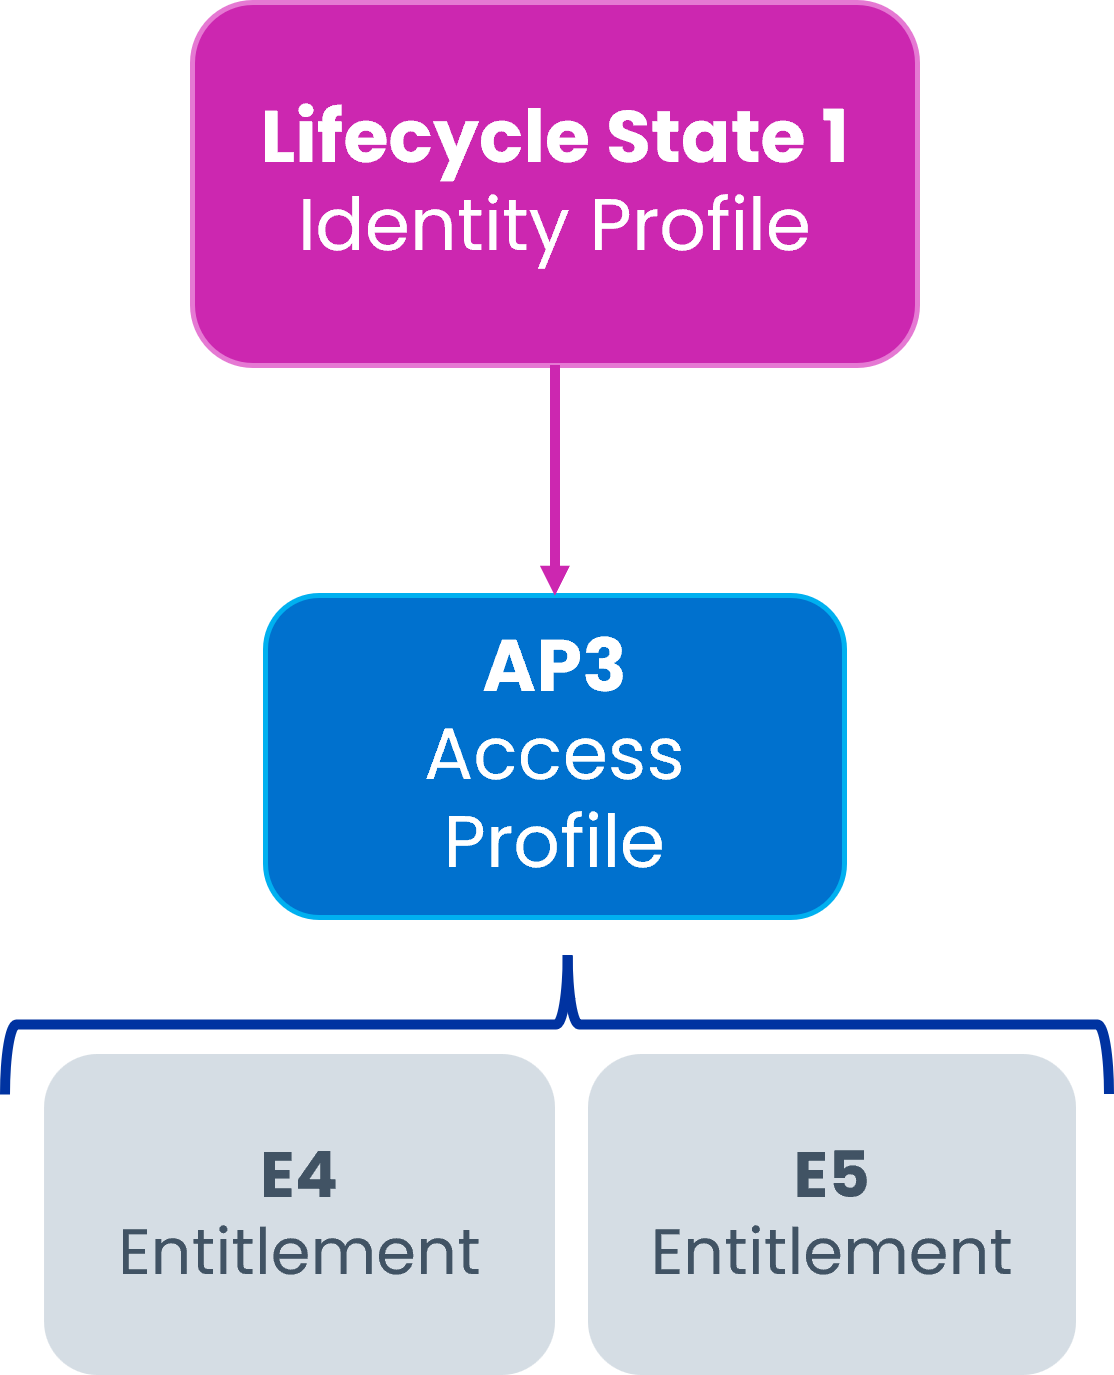 Lifecycle State 1
Identity Profile
AP3
Access
Profile
E4
Entitlement
E5
Entitlement